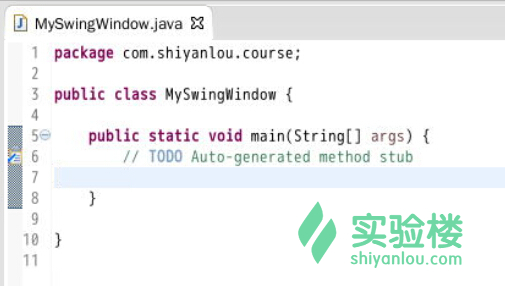 MySwingWindow.java
1 package com.shiyanlou.course;
2
3 public class MySwingWindow {
4
5 public static void main(String[] args) {
6 // TODO Auto-generated method stub
7
8 }
9
10 }
11
实验楼
shiyanlou.com